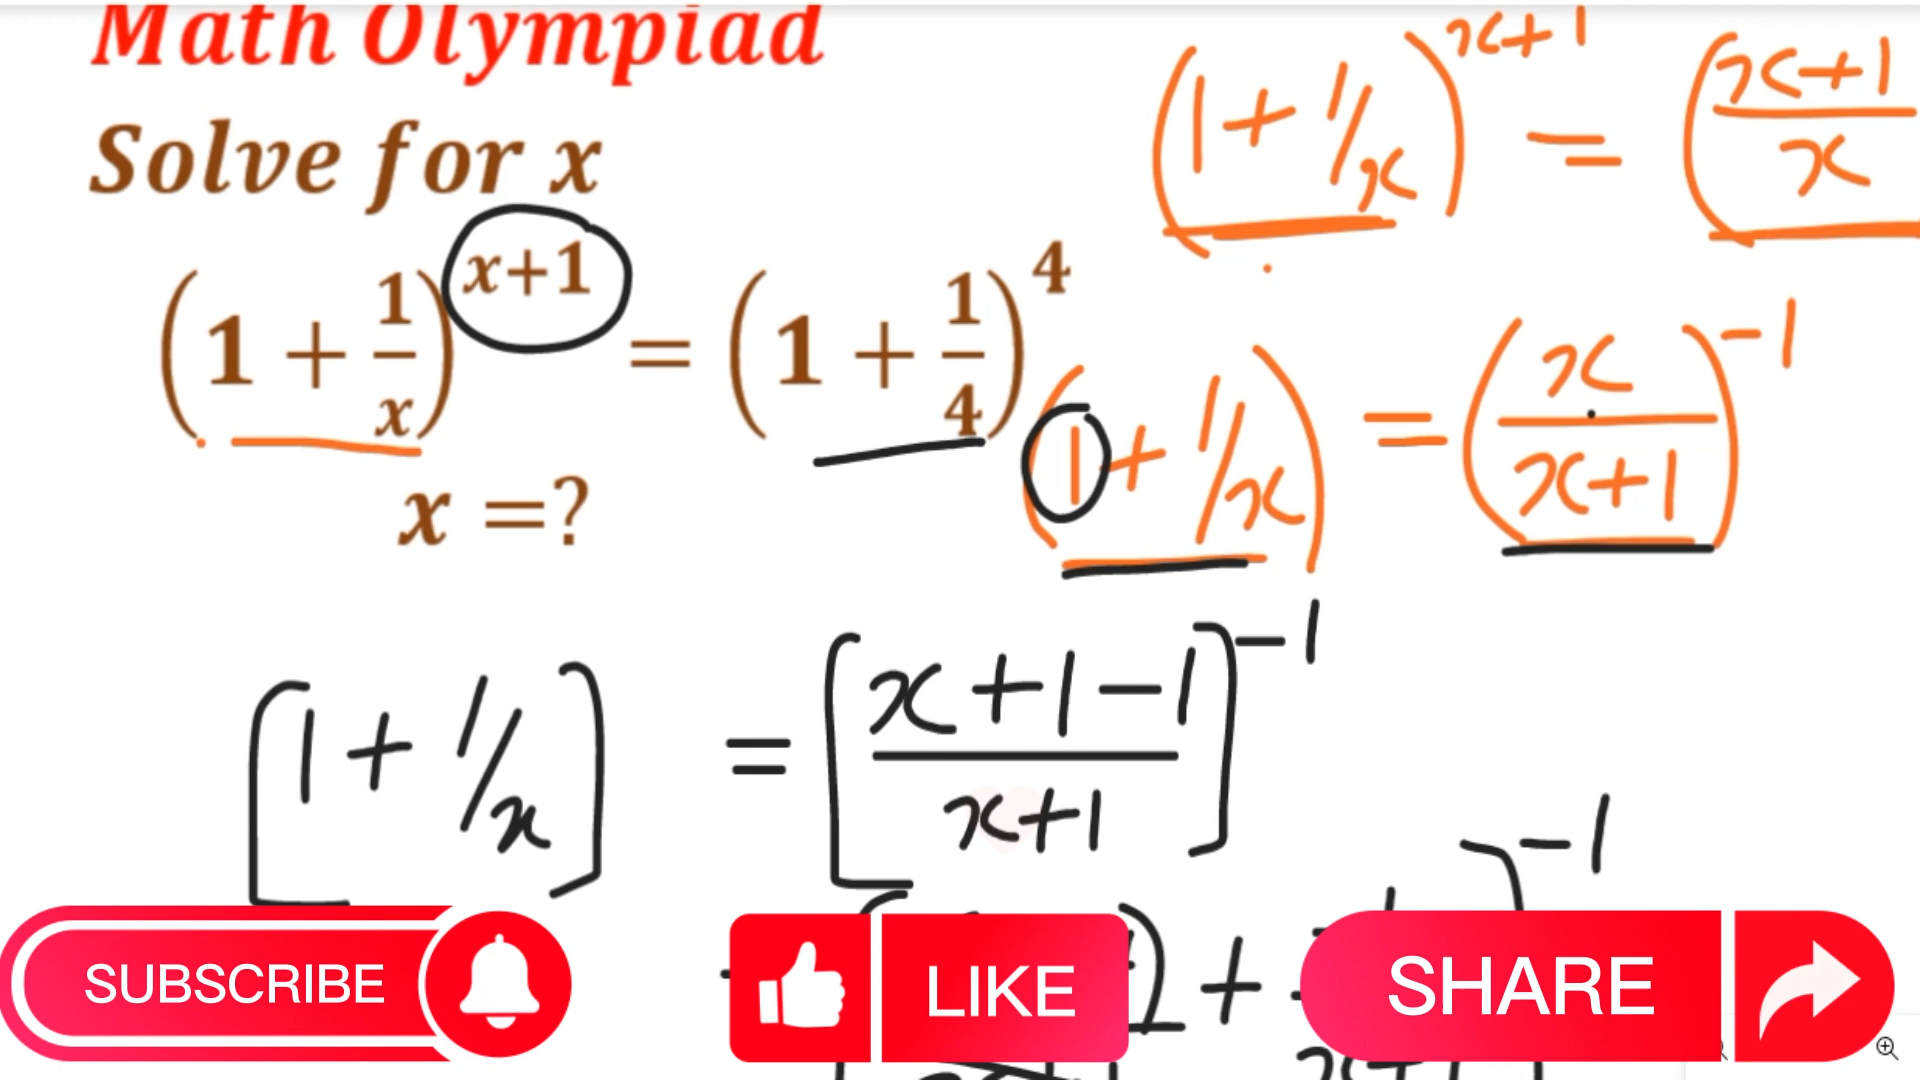 Math Olympiad
Solve for x
(1 + 1/x)^x+1 = (1 + 1/4)^4
x =?
(1 + 1/x)^x+1 = (x+1/x
(1 + 1/x) = (x/x+1)^-1
[1 + 1/x] = [x+1-1/x+1]^-1
-1
+
SUBSCRIBE
LIKE
SHARE